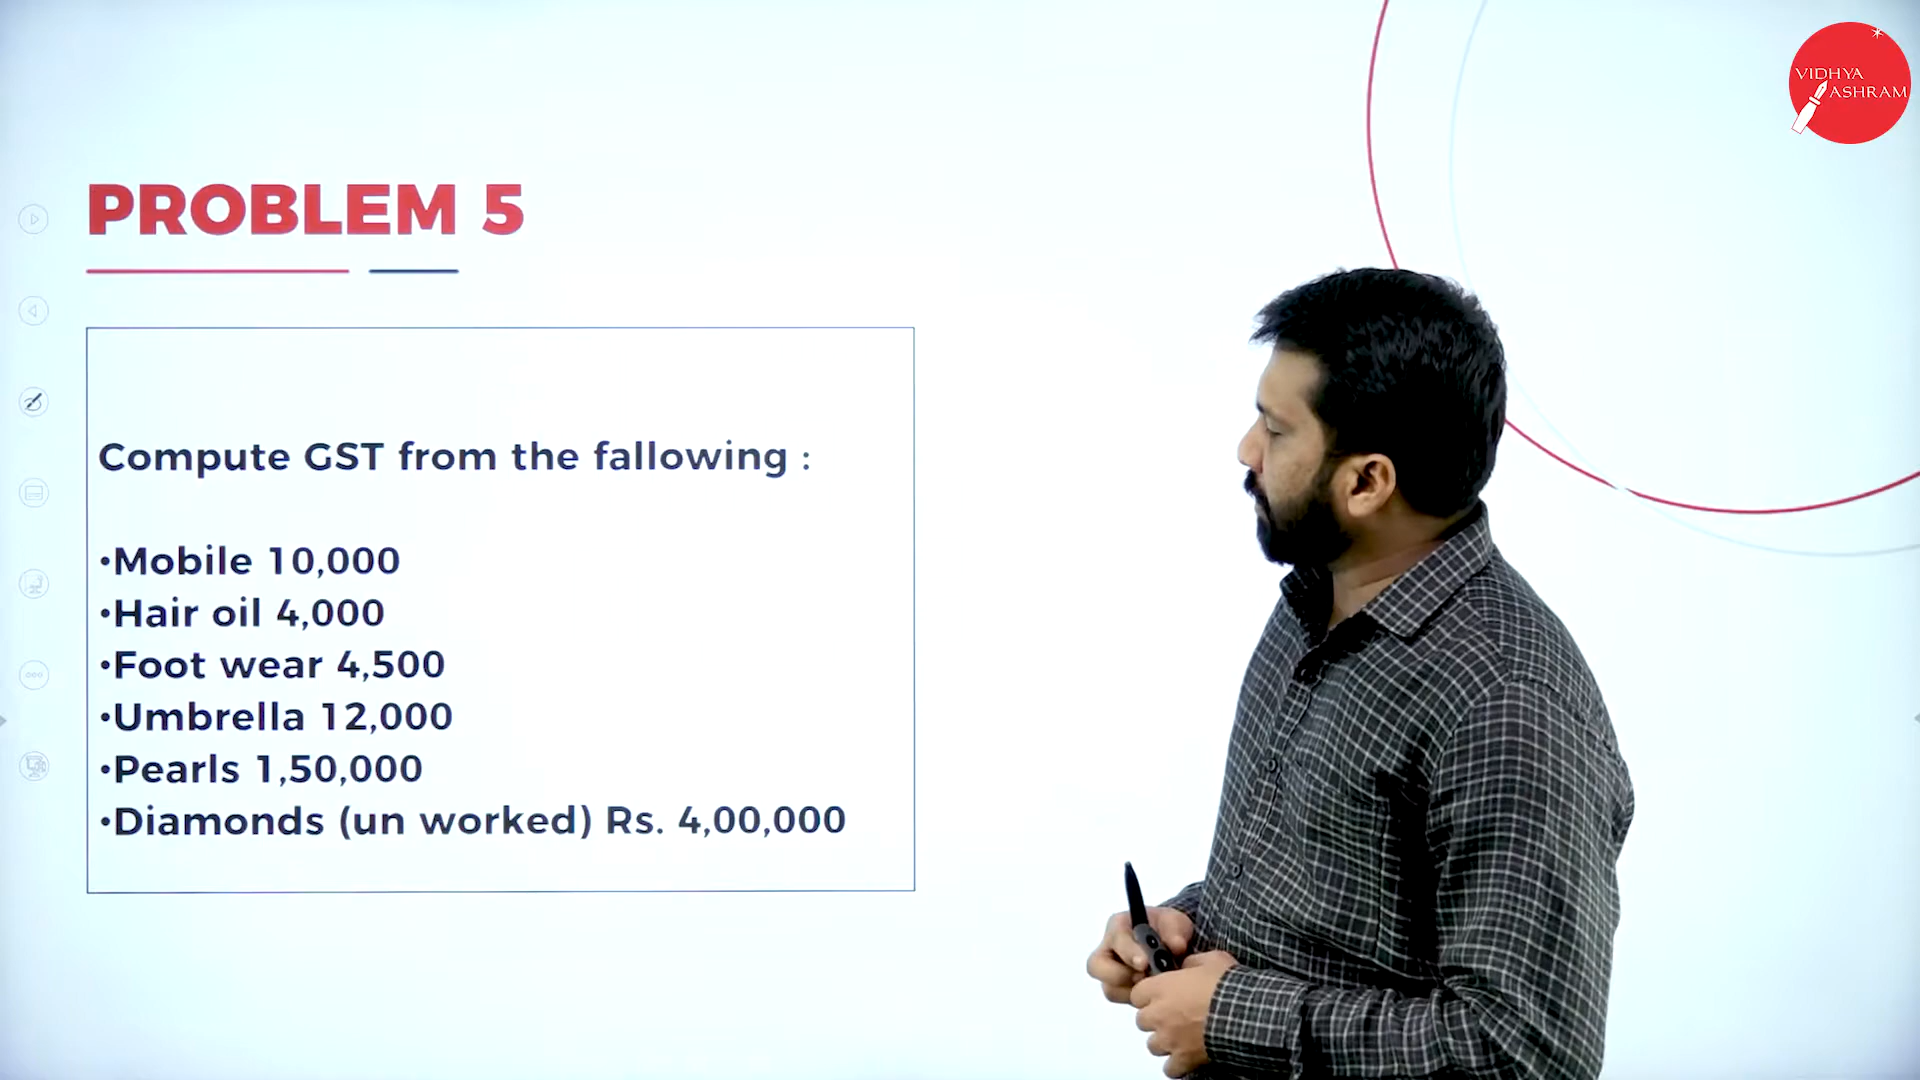 VIDHYA
ASHRAM
PROBLEM 5
Compute GST from the fallowing :
•Mobile 10,000
•Hair oil 4,000
•Foot wear 4,500
•Umbrella 12,000
•Pearls 1,50,000
•Diamonds (un worked) Rs. 4,00,000